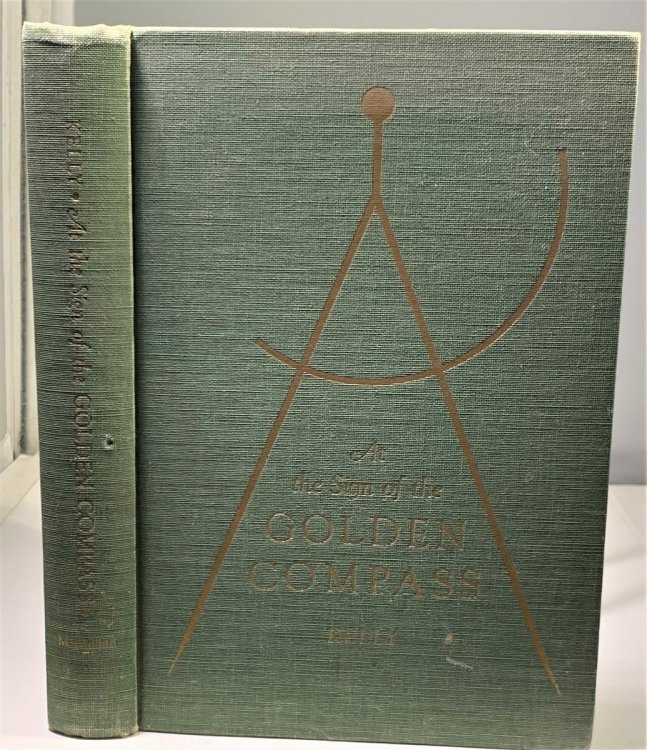 KELLY • At the Sign of the GOLDEN COMPASS
At
the Sign of the
GOLDEN
COMPASS
KELLY